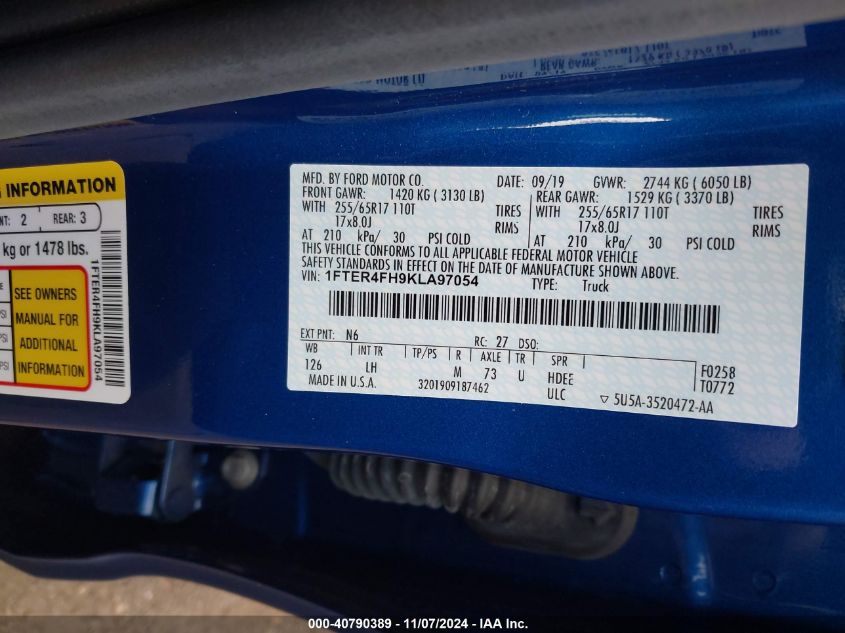 G INFORMATION
NT: 2 REAR: 3
kg or 1478 lbs.
SEE OWNERS
MANUAL FOR
ADDITIONAL
INFORMATION
1FTER4FH9KLA97054
MFD. BY FORD MOTOR CO. DATE: 09/19 GVWR: 2744 KG ( 6050 LB)
FRONT GAWR: 1420 KG ( 3130 LB) REAR GAWR: 1529 KG ( 3370 LB)
WITH 255/65R17 110T TIRES WITH 255/65R17 110T TIRES
17x8.0J RIMS 17x8.0J RIMS
AT 210 kPa/ 30 PSI COLD AT 210 kPa/ 30 PSI COLD
THIS VEHICLE CONFORMS TO ALL APPLICABLE FEDERAL MOTOR VEHICLE
SAFETY STANDARDS IN EFFECT ON THE DATE OF MANUFACTURE SHOWN ABOVE.
VIN: 1FTER4FH9KLA97054 TYPE: Truck
EXT PNT: N6 RC: 27 DSO:
WB INT TR TP/PS R AXLE TR SPR
126 LH M 73 U HDEE F0258
ULC T0772
MADE IN U.S.A. 3201909187462 ▽ 5U5A-3520472-AA
000-40790389 - 11/07/2024 - IAA Inc.